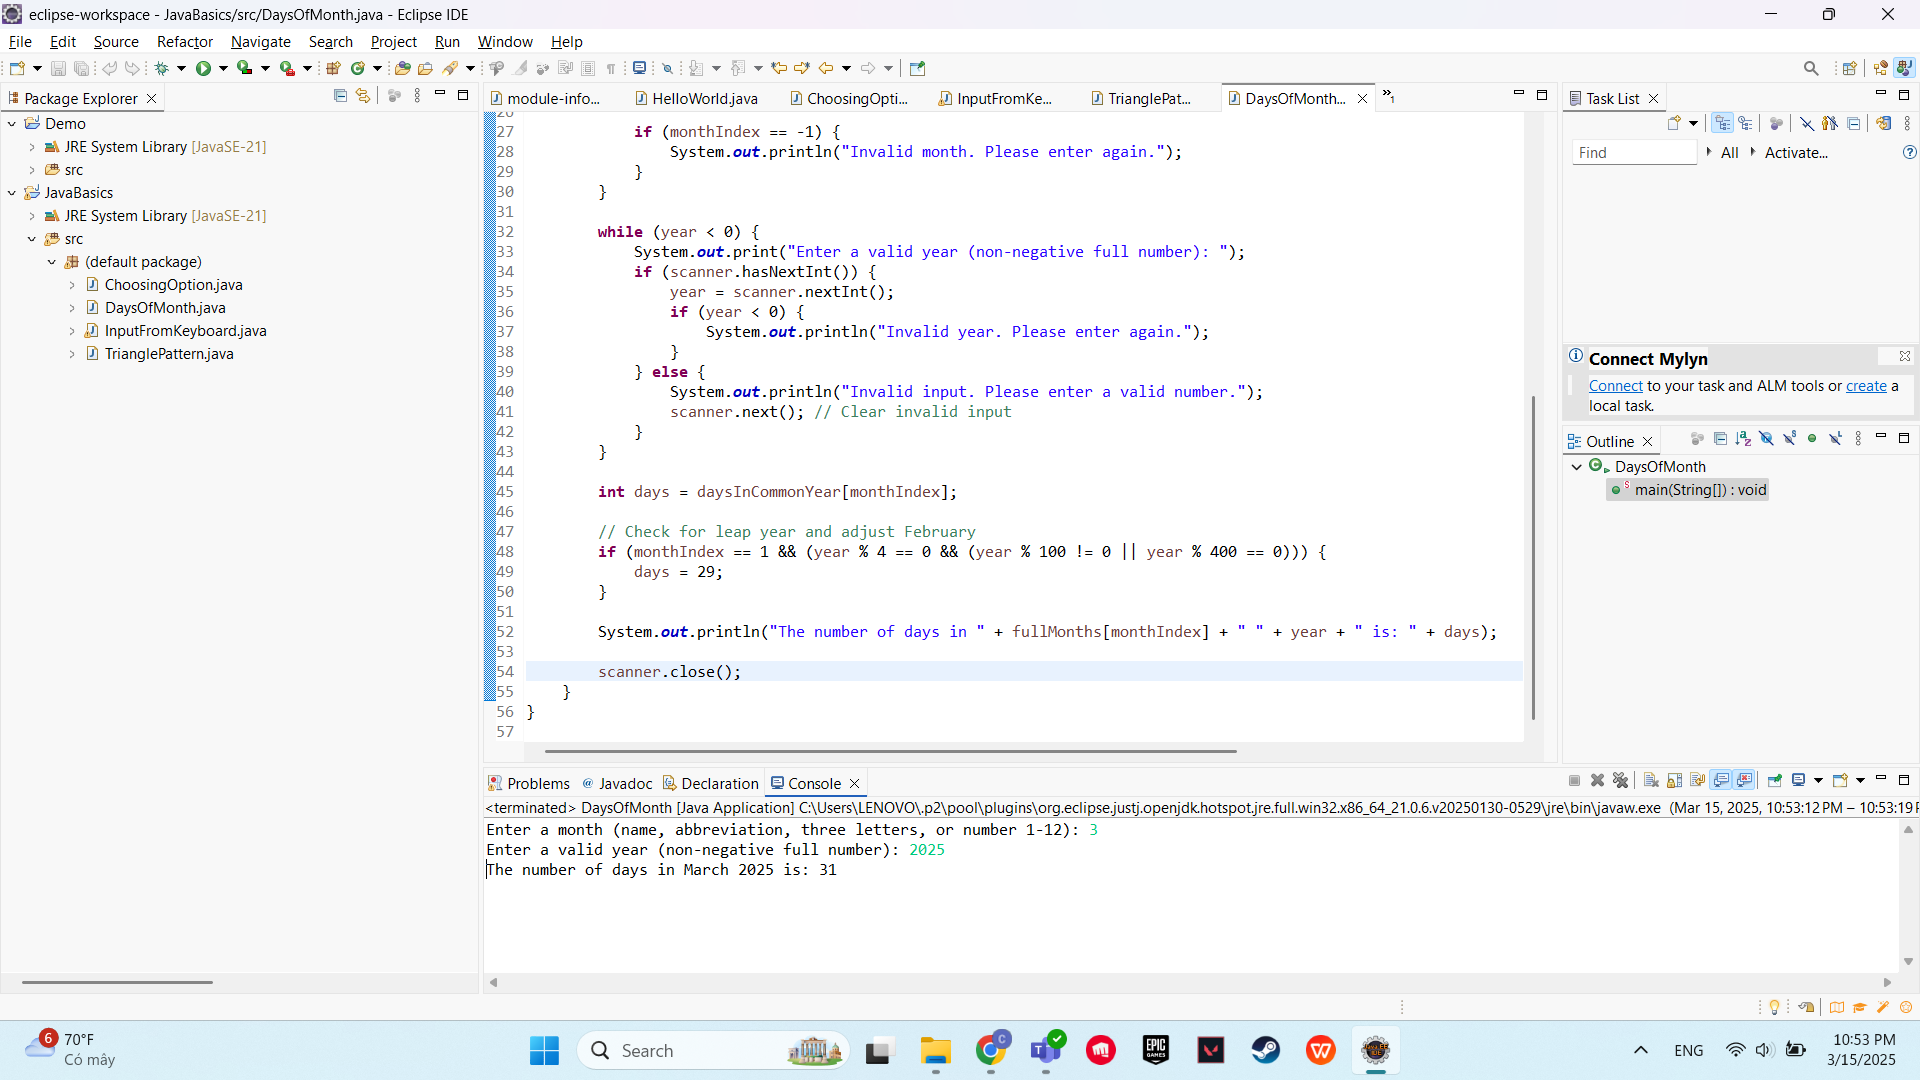 eclipse-workspace - JavaBasics/src/DaysOfMonth.java - Eclipse IDE
File Edit Source Refactor Navigate Search Project Run Window Help
Package Explorer
Demo
JRE System Library [JavaSE-21]
src
JavaBasics
JRE System Library [JavaSE-21]
src
(default package)
ChoosingOption.java
DaysOfMonth.java
InputFromKeyboard.java
TrianglePattern.java
module-info... HelloWorld.java ChoosingOpti... InputFromKe... TrianglePat... DaysOfMonth... »1
26
27 if (monthIndex == -1) {
28 System.out.println("Invalid month. Please enter again.");
29 }
30 }
31
32 while (year < 0) {
33 System.out.print("Enter a valid year (non-negative full number): ");
34 if (scanner.hasNextInt()) {
35 year = scanner.nextInt();
36 if (year < 0) {
37 System.out.println("Invalid year. Please enter again.");
38 }
39 } else {
40 System.out.println("Invalid input. Please enter a valid number.");
41 scanner.next(); // Clear invalid input
42 }
43 }
44
45 int days = daysInCommonYear[monthIndex];
46
47 // Check for leap year and adjust February
48 if (monthIndex == 1 && (year % 4 == 0 && (year % 100 != 0 || year % 400 == 0))) {
49 days = 29;
50 }
51
52 System.out.println("The number of days in " + fullMonths[monthIndex] + " " + year + " is: " + days);
53
54 scanner.close();
55 }
56 }
57
Task List
Find All Activate...
Connect Mylyn
Connect to your task and ALM tools or create a
local task.
Outline
DaysOfMonth
main(String[]) : void
Problems Javadoc Declaration Console
<terminated> DaysOfMonth [Java Application] C:\Users\LENOVO\.p2\pool\plugins\org.eclipse.justj.openjdk.hotspot.jre.full.win32.x86_64_21.0.6.v20250130-0529\jre\bin\javaw.exe (Mar 15, 2025, 10:53:12 PM – 10:53:19 P
Enter a month (name, abbreviation, three letters, or number 1-12): 3
Enter a valid year (non-negative full number): 2025
The number of days in March 2025 is: 31
6
70°F
Có mây
Search
EPIC GAMES
ENG
10:53 PM
3/15/2025